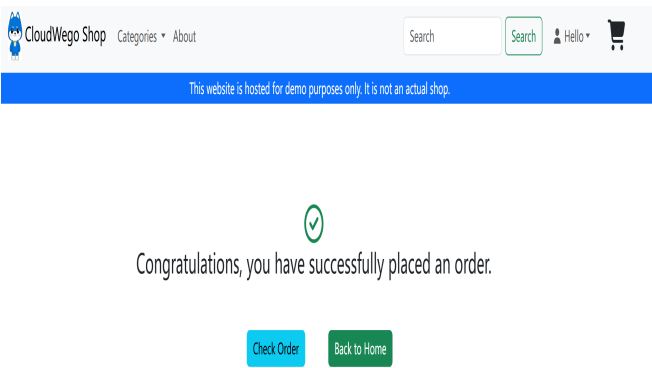 CloudWego Shop Categories About Search Search Hello
This website is hosted for demo purposes only. It is not an actual shop.
Congratulations, you have successfully placed an order.
Check Order Back to Home